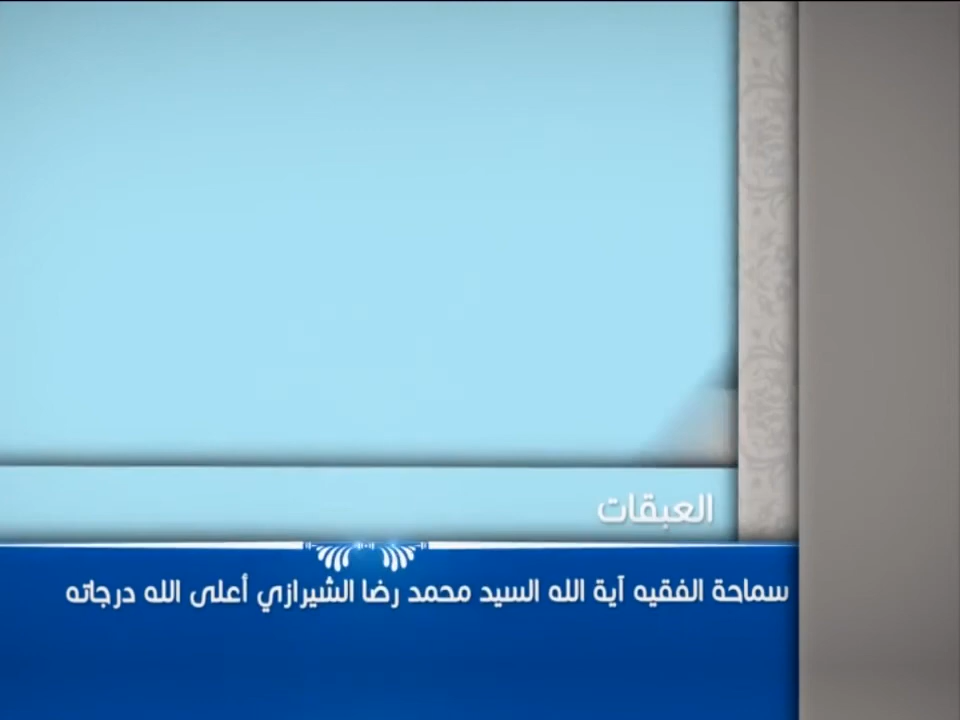 العبقات
سماحة الفقيه آية الله السيد محمد رضا الشيرازي أعلى الله درجاته